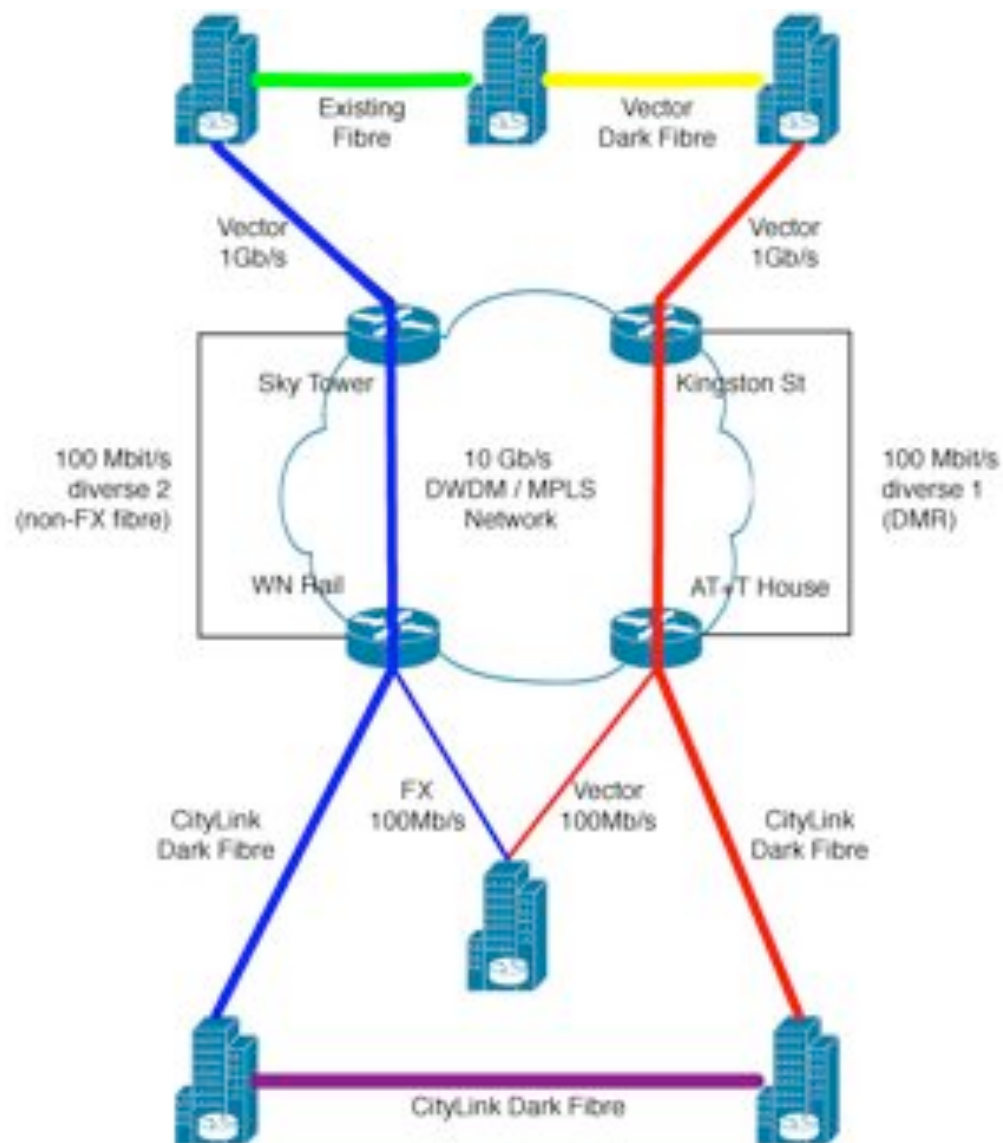 Existing
Fibre
Vector
Dark Fibre
Vector
1Gb/s
Vector
1Gb/s
Sky Tower
Kingston St
100 Mbit/s
diverse 2
(non-FX fibre)
10 Gb/s
DWDM / MPLS
Network
100 Mbit/s
diverse 1
(DMR)
WN Rail
AT+T House
FX
100Mb/s
Vector
100Mb/s
CityLink
Dark Fibre
CityLink
Dark Fibre
CityLink Dark Fibre